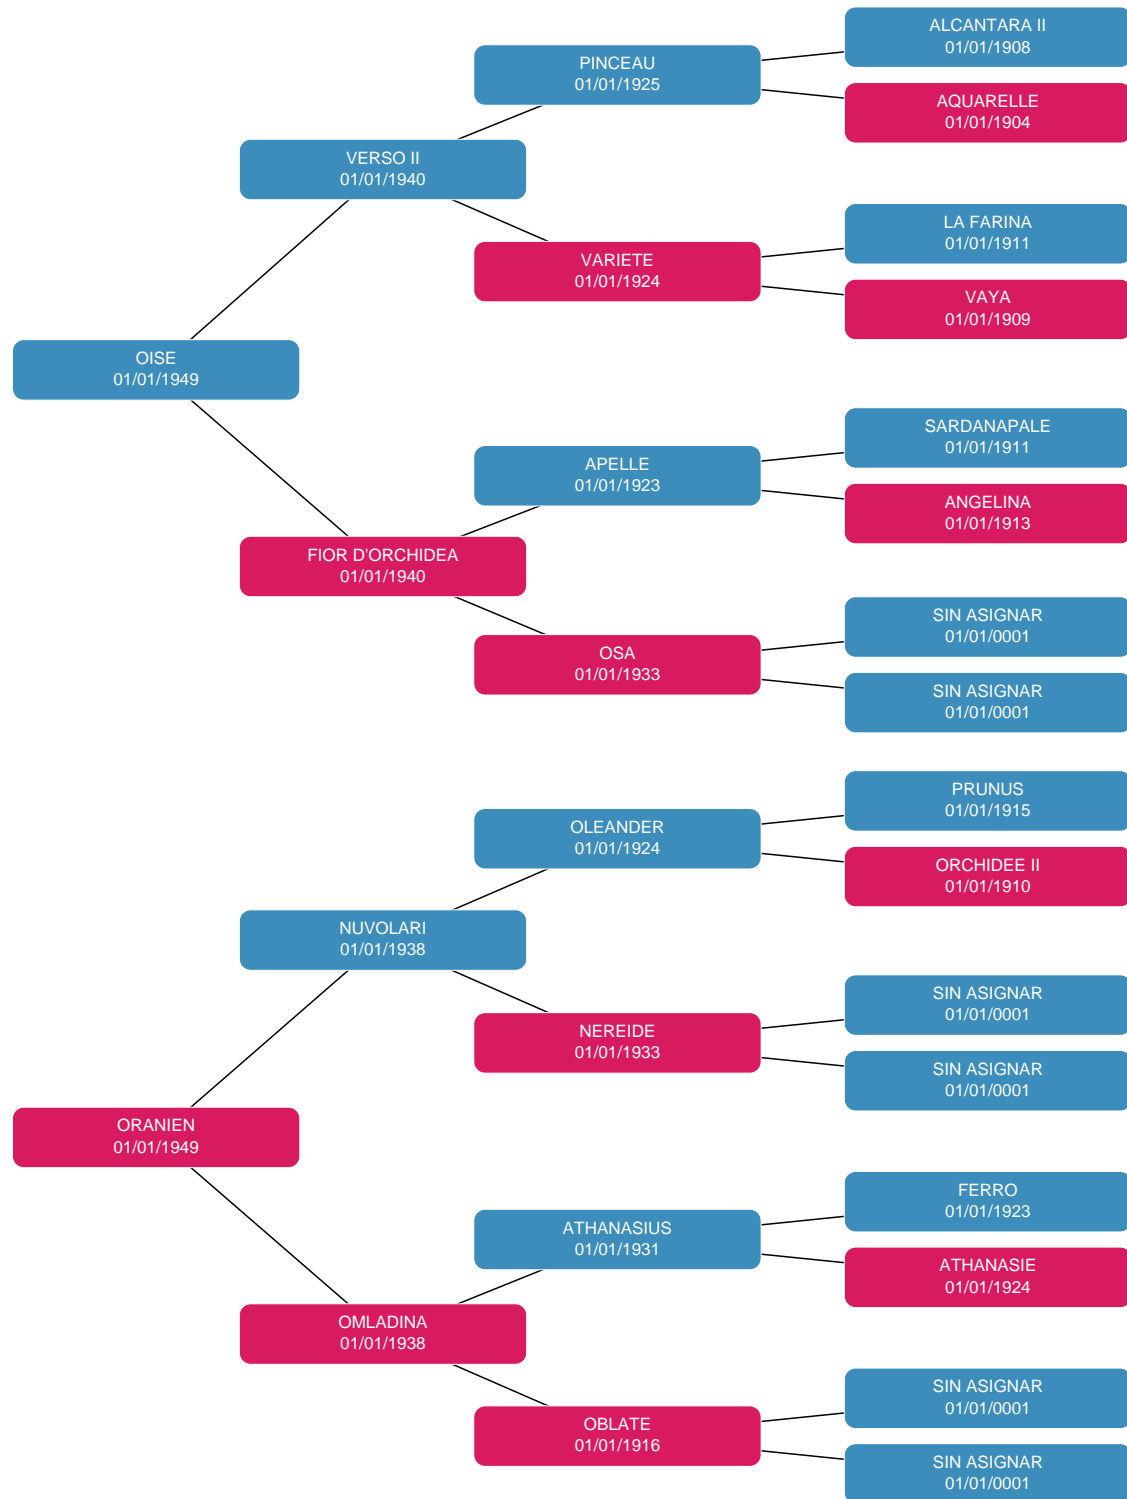 ALCANTARA II
01/01/1908
PINCEAU
01/01/1925
AQUARELLE
01/01/1904
VERSO II
01/01/1940
LA FARINA
01/01/1911
VARIETE
01/01/1924
VAYA
01/01/1909
OISE
01/01/1949
SARDANAPALE
01/01/1911
APELLE
01/01/1923
ANGELINA
01/01/1913
FIOR D'ORCHIDEA
01/01/1940
SIN ASIGNAR
01/01/0001
OSA
01/01/1933
SIN ASIGNAR
01/01/0001
PRUNUS
01/01/1915
OLEANDER
01/01/1924
ORCHIDEE II
01/01/1910
NUVOLARI
01/01/1938
SIN ASIGNAR
01/01/0001
NEREIDE
01/01/1933
SIN ASIGNAR
01/01/0001
ORANIEN
01/01/1949
FERRO
01/01/1923
ATHANASIUS
01/01/1931
ATHANASIE
01/01/1924
OMLADINA
01/01/1938
SIN ASIGNAR
01/01/0001
OBLATE
01/01/1916
SIN ASIGNAR
01/01/0001